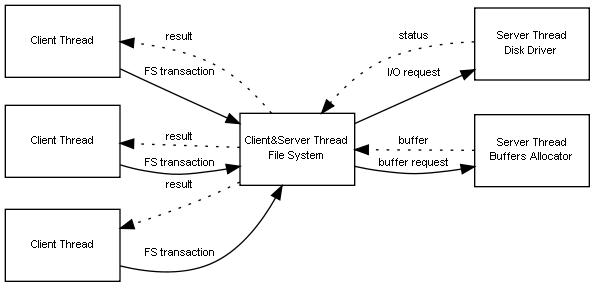 Client Thread
result
FS transaction
Client Thread
result
FS transaction
Client Thread
result
FS transaction
Client&Server Thread
File System
status
I/O request
buffer
buffer request
Server Thread
Disk Driver
Server Thread
Buffers Allocator